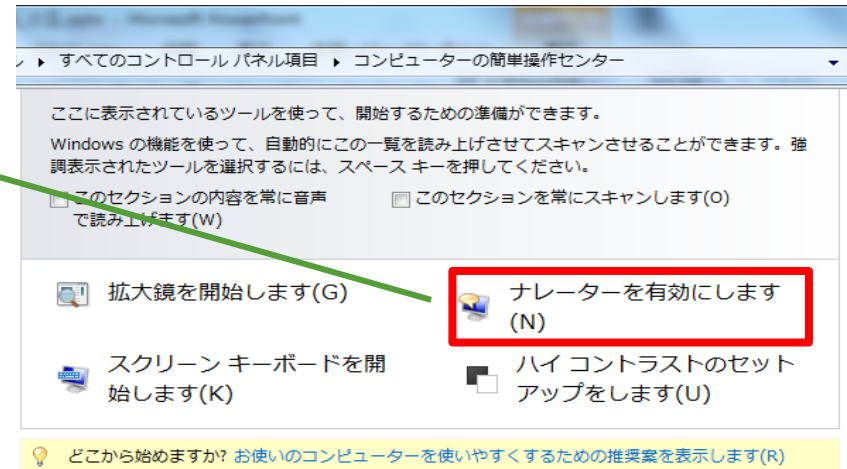 すべてのコントロール パネル項目 ▸ コンピューターの簡単操作センター
ここに表示されているツールを使って、開始するための準備ができます。
Windows の機能を使って、自動的にこの一覧を読み上げさせてスキャンさせることができます。強
調表示されたツールを選択するには、スペース キーを押してください。
このセクションの内容を常に音声
で読み上げます(W)
このセクションを常にスキャンします(O)
拡大鏡を開始します(G)
ナレーターを有効にします
(N)
スクリーン キーボードを開
始します(K)
ハイ コントラストのセット
アップをします(U)
どこから始めますか? お使いのコンピューターを使いやすくするための推奨案を表示します(R)